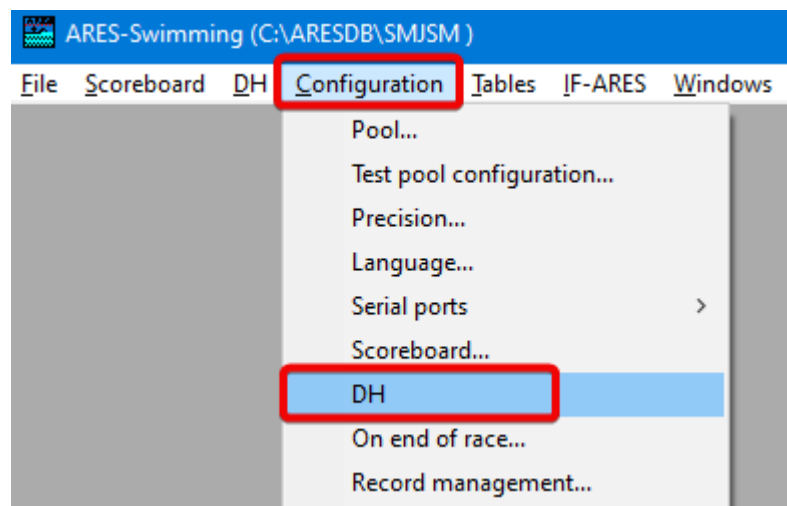 ARES-Swimming (C:\ARESDB\SMJSM )
File Scoreboard DH Configuration Tables IF-ARES Windows
Pool...
Test pool configuration...
Precision...
Language...
Serial ports >
Scoreboard...
DH
On end of race...
Record management...